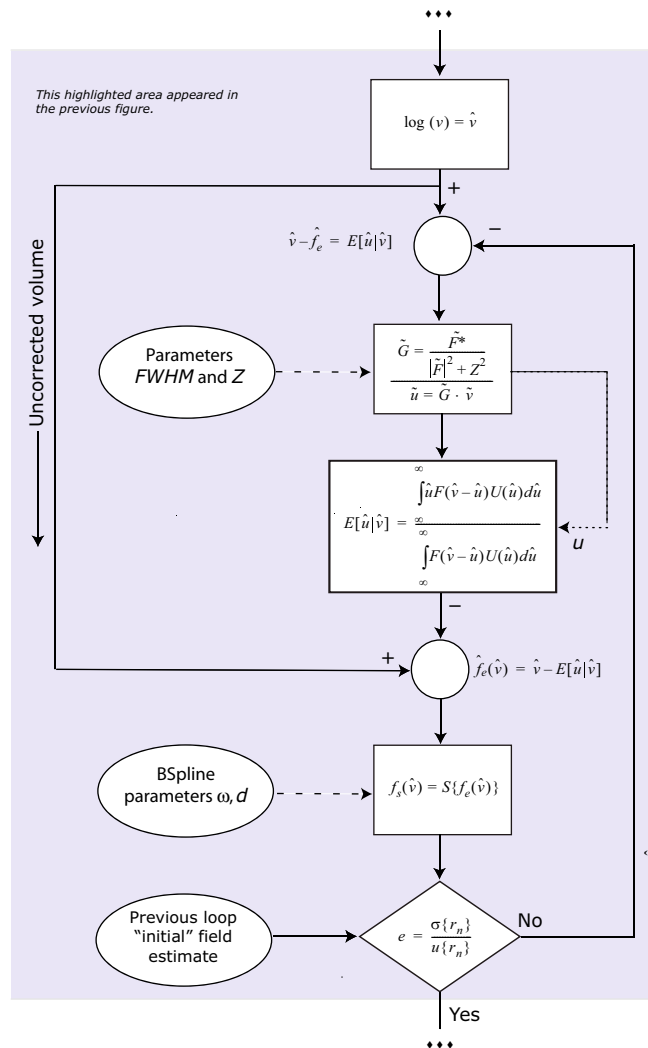 ♦♦♦
This highlighted area appeared in
the previous figure.
log (v) = v̂
+
−
v̂ − f̂ₑ = E[û|v̂]
Uncorrected volume
Parameters
FWHM and Z
G̃ = F̃* / |F̃|² + Z²
ũ = G̃ · ṽ
E[û|v̂] = ∞ ∫ûF(v̂ − û)U(û)dû ∞ / ∞ ∫F(v̂ − û)U(û)dû ∞
u
−
+
f̂ₑ(v̂) = v̂ − E[û|v̂]
BSpline
parameters ω, d
fₛ(v̂) = S{fₑ(v̂)}
Previous loop
“initial” field
estimate
e = σ{rₙ} / u{rₙ}
No
Yes
♦♦♦